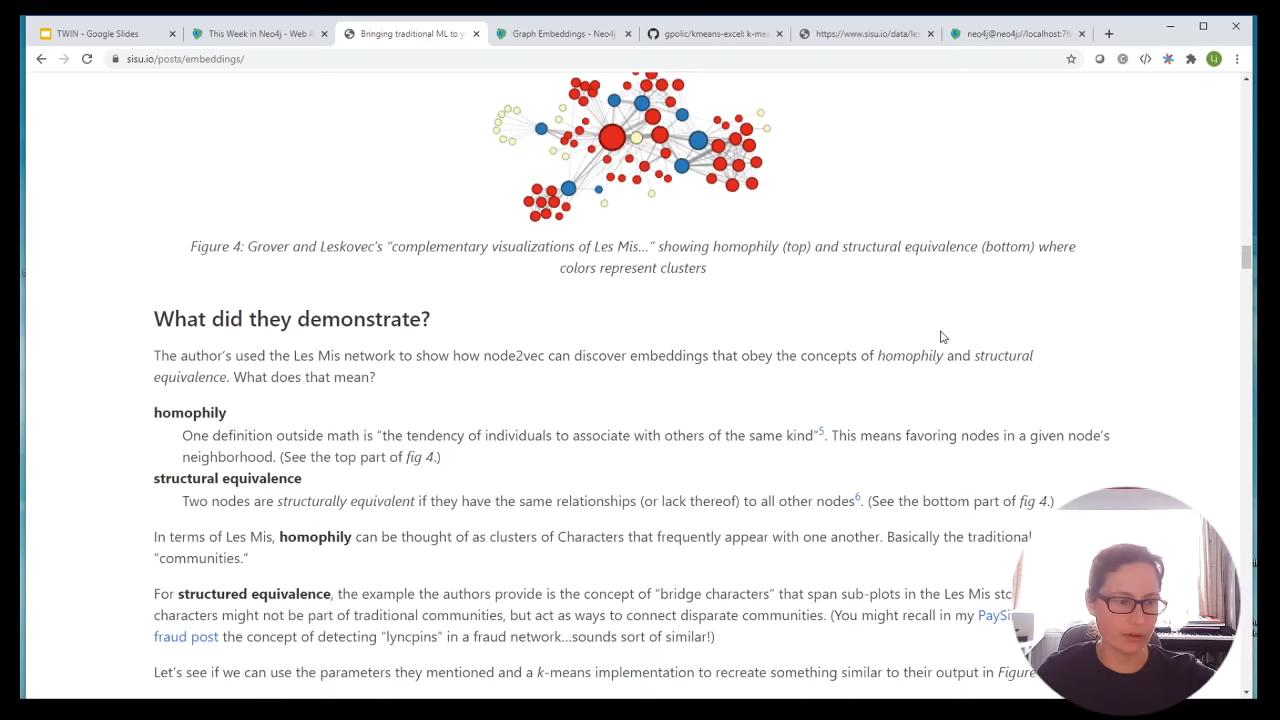 TWIN - Google Slides
This Week in Neo4j - Web
Bringing traditional ML to
Graph Embeddings - Neo4j
gpolic/kmeans-excel: k-me
https://www.sisu.io/data/les
neo4j@neo4j://localhost:76
sisu.io/posts/embeddings/
Lj
Figure 4: Grover and Leskovec's "complementary visualizations of Les Mis..." showing homophily (top) and structural equivalence (bottom) where
colors represent clusters
What did they demonstrate?
The author's used the Les Mis network to show how node2vec can discover embeddings that obey the concepts of homophily and structural
equivalence. What does that mean?
homophily
One definition outside math is "the tendency of individuals to associate with others of the same kind"5. This means favoring nodes in a given node's
neighborhood. (See the top part of fig 4.)
structural equivalence
Two nodes are structurally equivalent if they have the same relationships (or lack thereof) to all other nodes6. (See the bottom part of fig 4.)
In terms of Les Mis, homophily can be thought of as clusters of Characters that frequently appear with one another. Basically the traditional
"communities."
For structured equivalence, the example the authors provide is the concept of "bridge characters" that span sub-plots in the Les Mis
characters might not be part of traditional communities, but act as ways to connect disparate communities. (You might recall in my
fraud post the concept of detecting "lyncpins" in a fraud network...sounds sort of similar!)
Let's see if we can use the parameters they mentioned and a k-means implementation to recreate something similar to their output in Figure